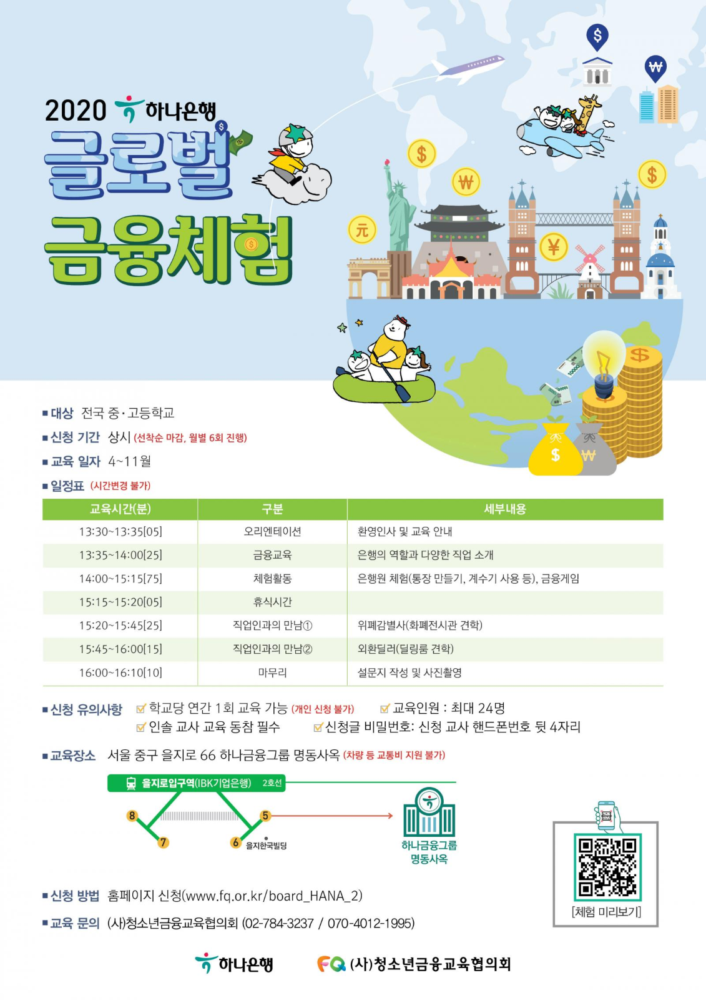 2020 하나은행
글로벌
금융체험
■ 대상 전국 중·고등학교
■ 신청 기간 상시 (선착순 마감, 월별 6회 진행)
■ 교육 일자 4~11월
■ 일정표 (시간변경 불가)
교육시간(분) 구분 세부내용
13:30~13:35[05] 오리엔테이션 환영인사 및 교육 안내
13:35~14:00[25] 금융교육 은행의 역할과 다양한 직업 소개
14:00~15:15[75] 체험활동 은행원 체험(통장 만들기, 계수기 사용 등), 금융게임
15:15~15:20[05] 휴식시간
15:20~15:45[25] 직업인과의 만남① 위폐감별사(화폐전시관 견학)
15:45~16:00[15] 직업인과의 만남② 외환딜러(딜링룸 견학)
16:00~16:10[10] 마무리 설문지 작성 및 사진촬영
■ 신청 유의사항 ☑ 학교당 연간 1회 교육 가능 (개인 신청 불가) ☑ 교육인원 : 최대 24명
☑ 인솔 교사 교육 동참 필수 ☑ 신청글 비밀번호: 신청 교사 핸드폰번호 뒷 4자리
■ 교육장소 서울 중구 을지로 66 하나금융그룹 명동사옥 (차량 등 교통비 지원 불가)
을지로입구역(IBK기업은행) 2호선
8 5
7 6 을지한국빌딩
하나금융그룹
명동사옥
[체험 미리보기]
■ 신청 방법 홈페이지 신청(www.fq.or.kr/board_HANA_2)
■ 교육 문의 (사)청소년금융교육협의회 (02-784-3237 / 070-4012-1995)
하나은행 FQ (사)청소년금융교육협의회
$
₩
$
₩
$
元
¥
$
10000
10000
$
₩